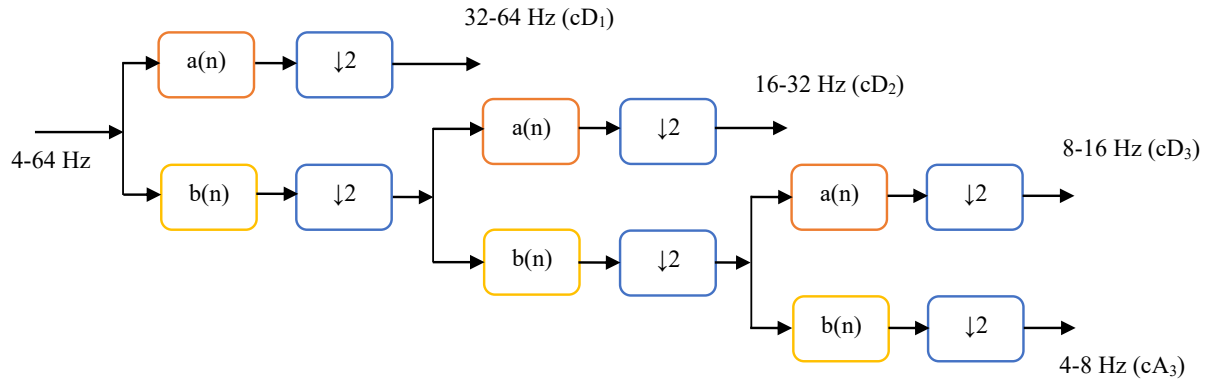 32-64 Hz (cD₁)
a(n)
↓2
16-32 Hz (cD₂)
a(n)
↓2
4-64 Hz
8-16 Hz (cD₃)
b(n)
↓2
a(n)
↓2
b(n)
↓2
b(n)
↓2
4-8 Hz (cA₃)